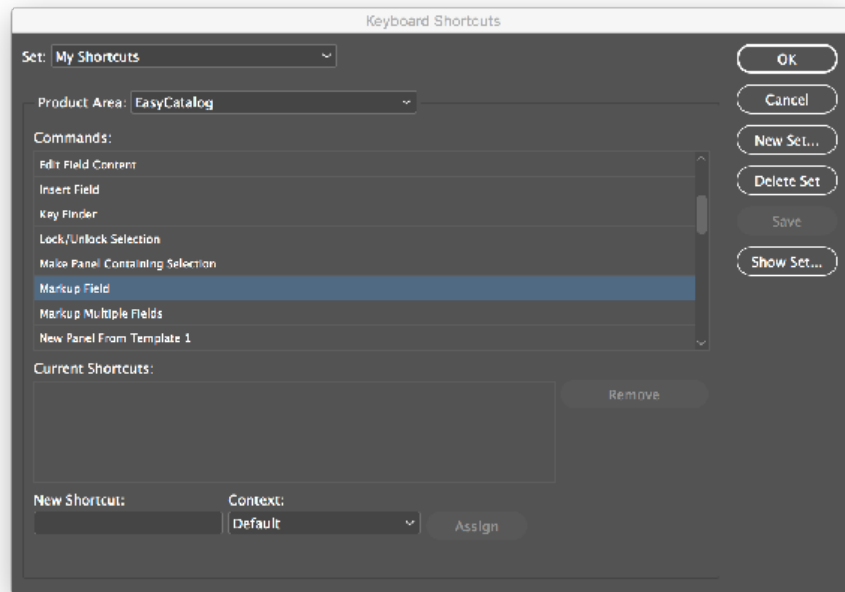 Keyboard Shortcuts
Set: My Shortcuts
OK
Product Area: EasyCatalog
Cancel
Commands:
New Set...
Edit Field Content
Insert Field
Delete Set
Key Finder
Save
Lock/Unlock Selection
Make Panel Containing Selection
Show Set...
Markup Field
Markup Multiple Fields
New Panel From Template 1
Current Shortcuts:
Remove
New Shortcut: Context:
Default
Assign